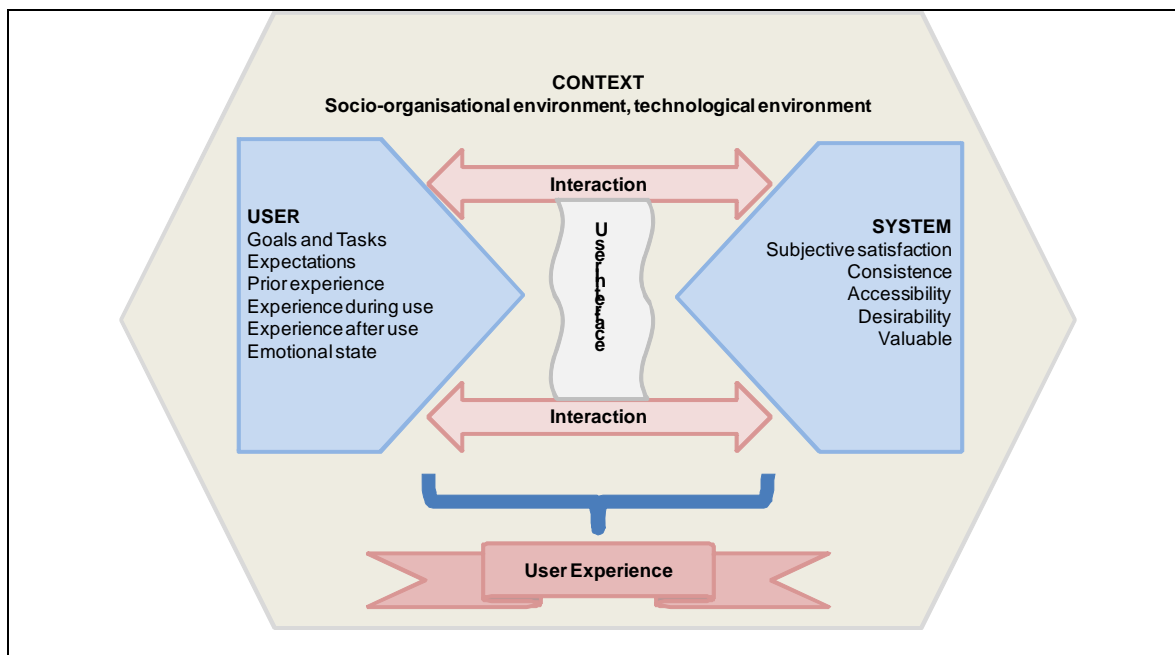 CONTEXT
Socio-organisational environment, technological environment
Interaction
USER
Goals and Tasks
Expectations
Prior experience
Experience during use
Experience after use
Emotional state
User Interface
SYSTEM
Subjective satisfaction
Consistence
Accessibility
Desirability
Valuable
Interaction
User Experience